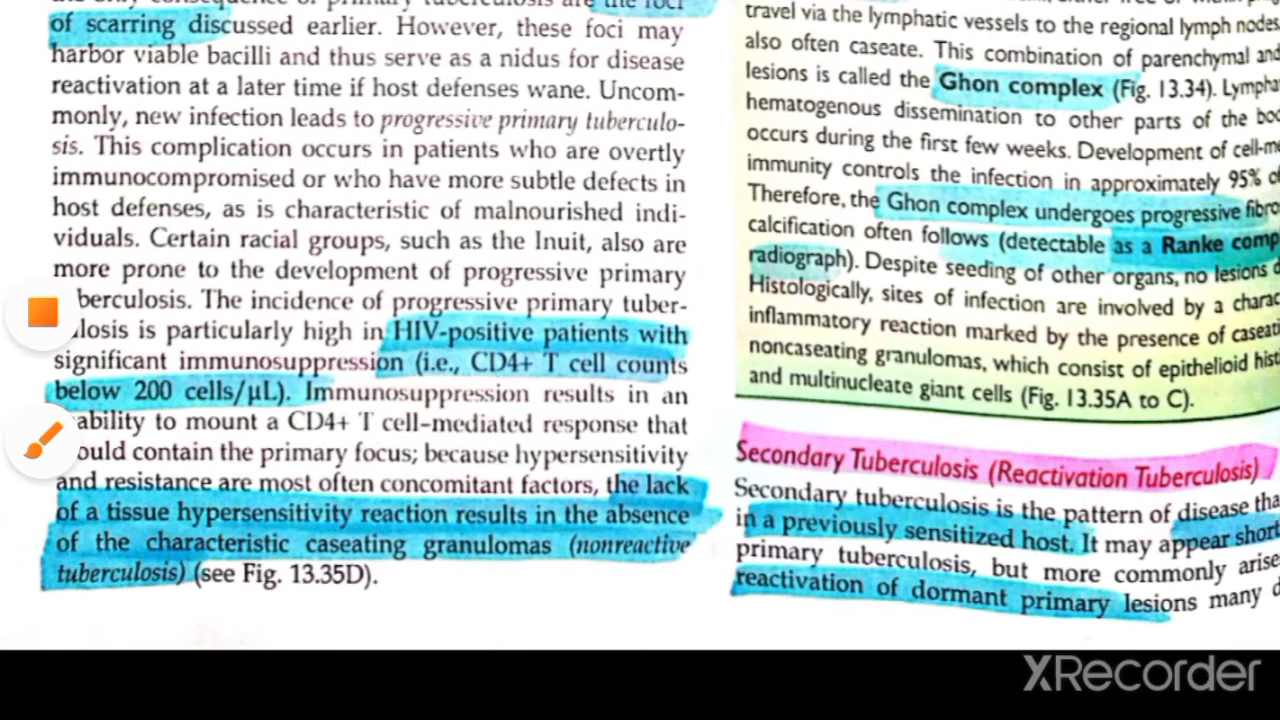 the only consequence of primary tuberculosis are the foci
of scarring discussed earlier. However, these foci may
harbor viable bacilli and thus serve as a nidus for disease
reactivation at a later time if host defenses wane. Uncom-
monly, new infection leads to progressive primary tuberculo-
sis. This complication occurs in patients who are overtly
immunocompromised or who have more subtle defects in
host defenses, as is characteristic of malnourished indi-
viduals. Certain racial groups, such as the Inuit, also are
more prone to the development of progressive primary
berculosis. The incidence of progressive primary tuber-
losis is particularly high in HIV-positive patients with
significant immunosuppression (i.e., CD4+ T cell counts
below 200 cells/μL). Immunosuppression results in an
ability to mount a CD4+ T cell–mediated response that
ould contain the primary focus; because hypersensitivity
and resistance are most often concomitant factors, the lack
of a tissue hypersensitivity reaction results in the absence
of the characteristic caseating granulomas (nonreactive
tuberculosis) (see Fig. 13.35D).
travel via the lymphatic vessels to the regional lymph nodes
also often caseate. This combination of parenchymal and
lesions is called the Ghon complex (Fig. 13.34). Lympha
hematogenous dissemination to other parts of the bod
occurs during the first few weeks. Development of cell-me
immunity controls the infection in approximately 95% of
Therefore, the Ghon complex undergoes progressive fibro
calcification often follows (detectable as a Ranke comp
radiograph). Despite seeding of other organs, no lesions d
Histologically, sites of infection are involved by a charac
inflammatory reaction marked by the presence of caseati
noncaseating granulomas, which consist of epithelioid hist
and multinucleate giant cells (Fig. 13.35A to C).
Secondary Tuberculosis (Reactivation Tuberculosis)
Secondary tuberculosis is the pattern of disease tha
in a previously sensitized host. It may appear short
primary tuberculosis, but more commonly arise
reactivation of dormant primary lesions many d
XRecorder